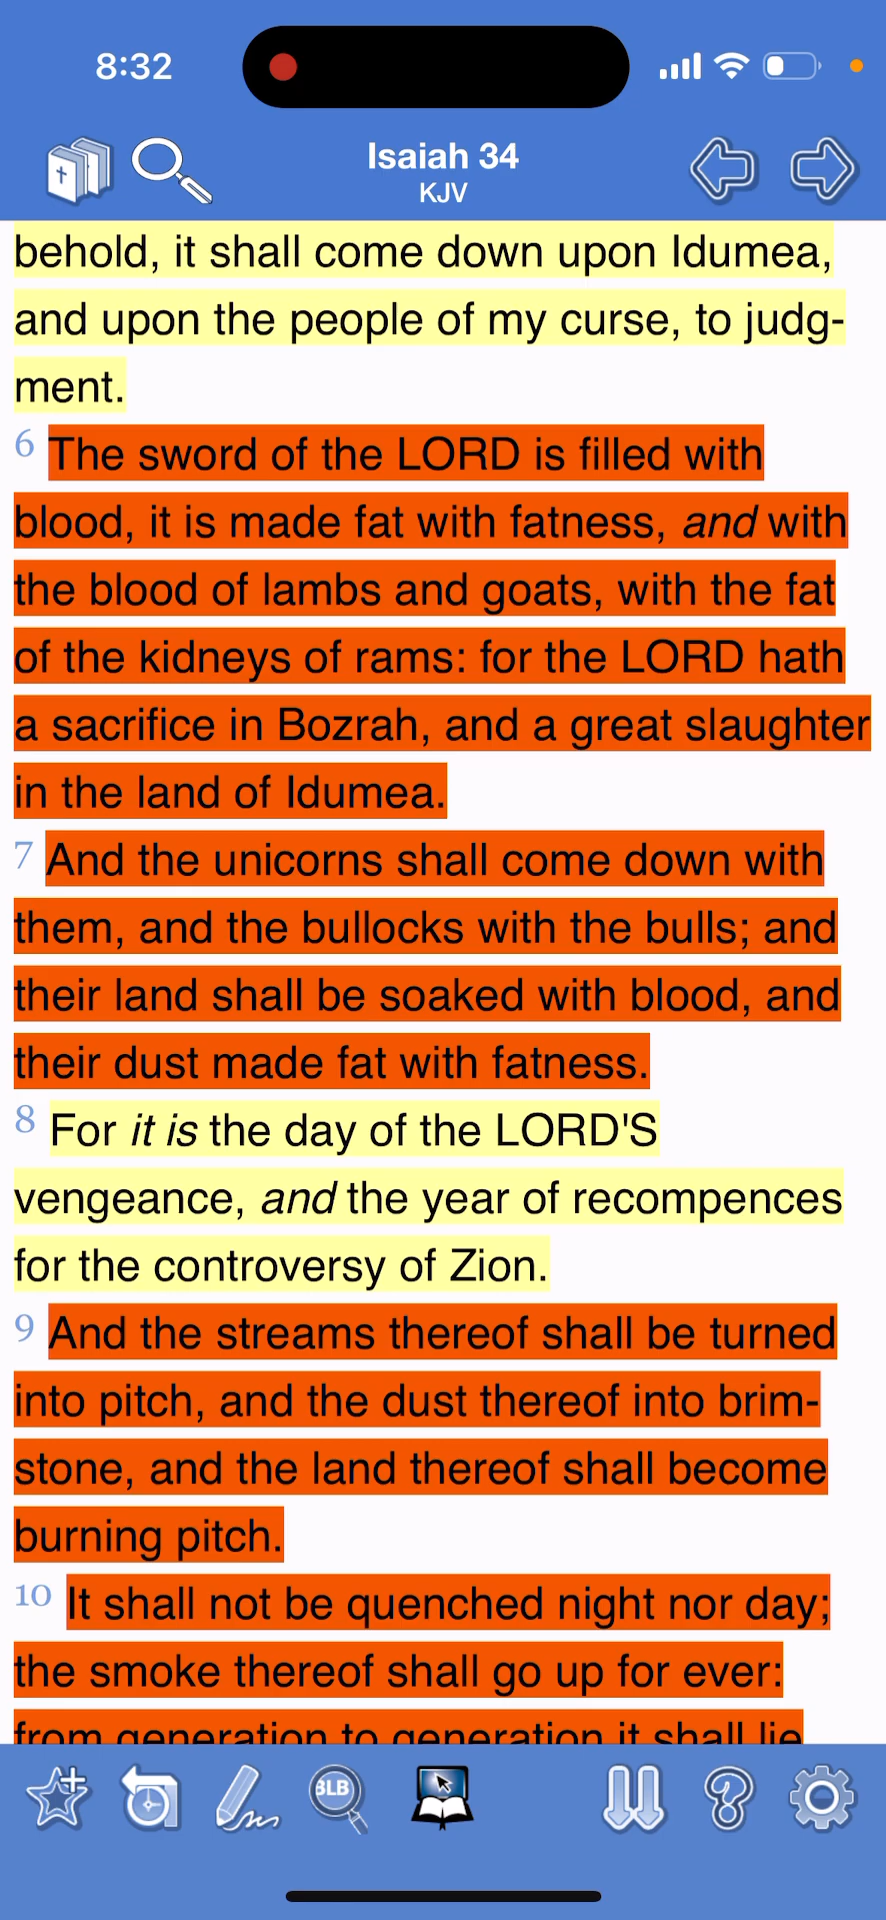 8:32
Isaiah 34
KJV
behold, it shall come down upon Idumea,
and upon the people of my curse, to judg-
ment.
6 The sword of the LORD is filled with
blood, it is made fat with fatness, and with
the blood of lambs and goats, with the fat
of the kidneys of rams: for the LORD hath
a sacrifice in Bozrah, and a great slaughter
in the land of Idumea.
7 And the unicorns shall come down with
them, and the bullocks with the bulls; and
their land shall be soaked with blood, and
their dust made fat with fatness.
8 For it is the day of the LORD'S
vengeance, and the year of recompences
for the controversy of Zion.
9 And the streams thereof shall be turned
into pitch, and the dust thereof into brim-
stone, and the land thereof shall become
burning pitch.
10 It shall not be quenched night nor day;
the smoke thereof shall go up for ever:
from generation to generation it shall lie
BLB